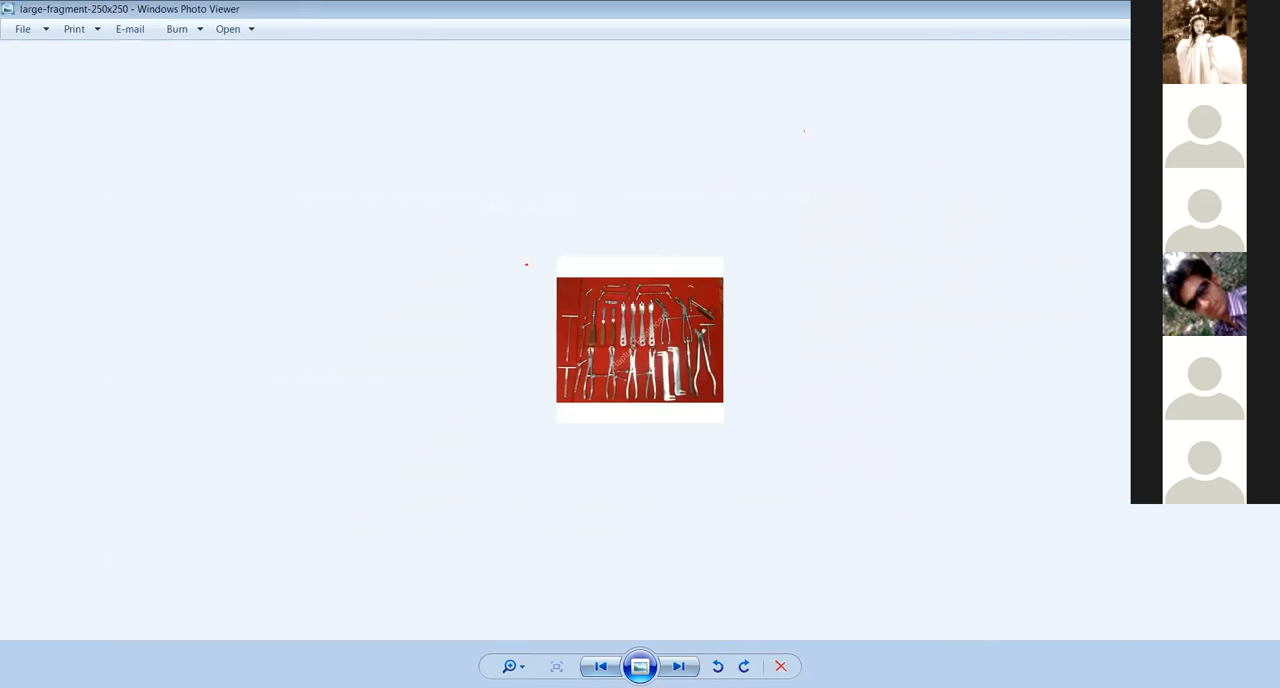 large-fragment-250x250 - Windows Photo Viewer
File Print E-mail Burn Open